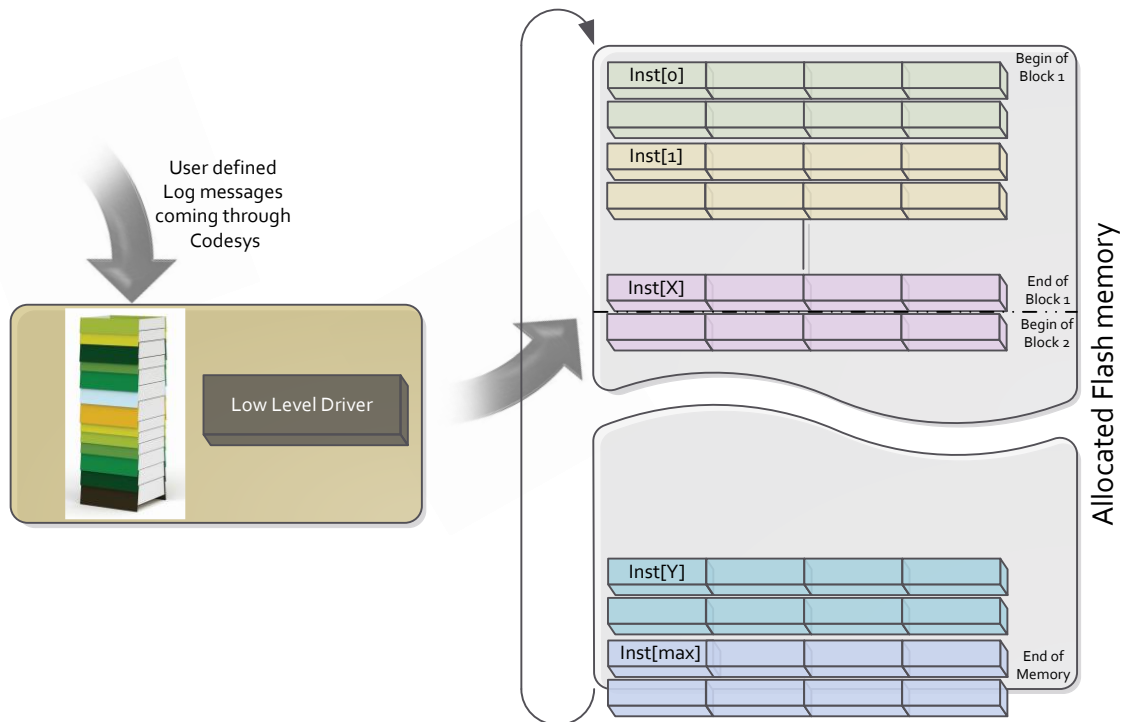 User defined
Log messages
coming through
Codesys
Low Level Driver
Inst[0]
Begin of
Block 1
Inst[1]
Inst[X]
End of
Block 1
Begin of
Block 2
Inst[Y]
Inst[max]
End of
Memory
Allocated Flash memory